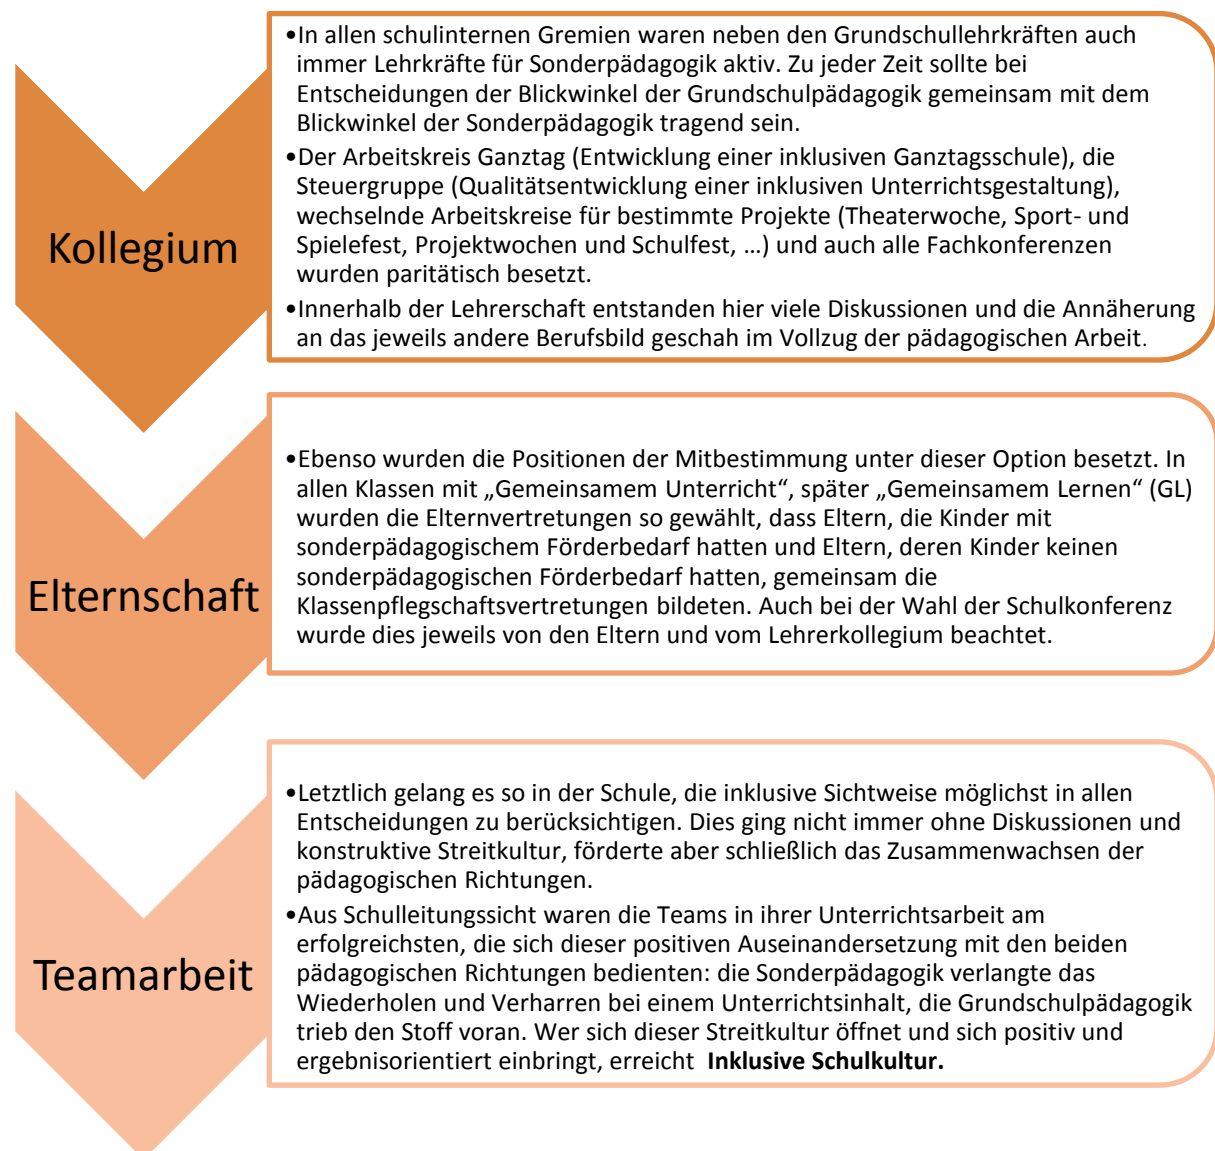 Kollegium
•In allen schulinternen Gremien waren neben den Grundschullehrkräften auch
immer Lehrkräfte für Sonderpädagogik aktiv. Zu jeder Zeit sollte bei
Entscheidungen der Blickwinkel der Grundschulpädagogik gemeinsam mit dem
Blickwinkel der Sonderpädagogik tragend sein.
•Der Arbeitskreis Ganztag (Entwicklung einer inklusiven Ganztagsschule), die
Steuergruppe (Qualitätsentwicklung einer inklusiven Unterrichtsgestaltung),
wechselnde Arbeitskreise für bestimmte Projekte (Theaterwoche, Sport- und
Spielefest, Projektwochen und Schulfest, …) und auch alle Fachkonferenzen
wurden paritätisch besetzt.
•Innerhalb der Lehrerschaft entstanden hier viele Diskussionen und die Annäherung
an das jeweils andere Berufsbild geschah im Vollzug der pädagogischen Arbeit.
Elternschaft
•Ebenso wurden die Positionen der Mitbestimmung unter dieser Option besetzt. In
allen Klassen mit „Gemeinsamem Unterricht“, später „Gemeinsamem Lernen“ (GL)
wurden die Elternvertretungen so gewählt, dass Eltern, die Kinder mit
sonderpädagogischem Förderbedarf hatten und Eltern, deren Kinder keinen
sonderpädagogischen Förderbedarf hatten, gemeinsam die
Klassenpflegschaftsvertretungen bildeten. Auch bei der Wahl der Schulkonferenz
wurde dies jeweils von den Eltern und vom Lehrerkollegium beachtet.
Teamarbeit
•Letztlich gelang es so in der Schule, die inklusive Sichtweise möglichst in allen
Entscheidungen zu berücksichtigen. Dies ging nicht immer ohne Diskussionen und
konstruktive Streitkultur, förderte aber schließlich das Zusammenwachsen der
pädagogischen Richtungen.
•Aus Schulleitungssicht waren die Teams in ihrer Unterrichtsarbeit am
erfolgreichsten, die sich dieser positiven Auseinandersetzung mit den beiden
pädagogischen Richtungen bedienten: die Sonderpädagogik verlangte das
Wiederholen und Verharren bei einem Unterrichtsinhalt, die Grundschulpädagogik
trieb den Stoff voran. Wer sich dieser Streitkultur öffnet und sich positiv und
ergebnisorientiert einbringt, erreicht Inklusive Schulkultur.